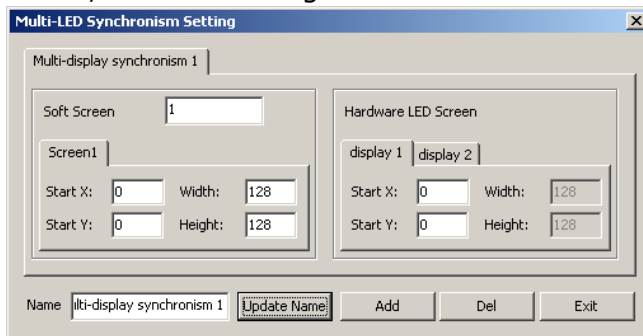 Multi-LED Synchronism Setting
Multi-display synchronism 1
Soft Screen 1
Hardware LED Screen
Screen1
display 1 display 2
Start X: 0 Width: 128
Start X: 0 Width: 128
Start Y: 0 Height: 128
Start Y: 0 Height: 128
Name ulti-display synchronism 1 Update Name Add Del Exit